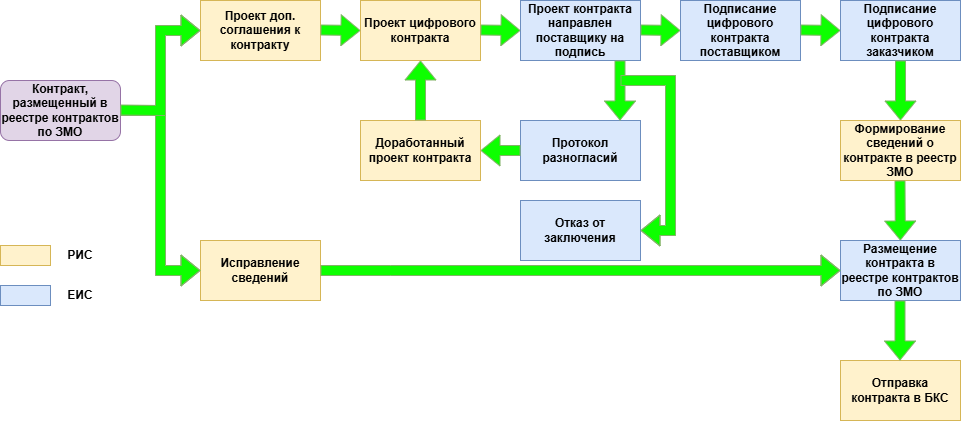 Проект доп.
соглашения к
контракту
Проект цифрового
контракта
Проект контракта
направлен
поставщику на
подпись
Подписание
цифрового
контракта
поставщиком
Подписание
цифрового
контракта
заказчиком
Контракт,
размещенный в
реестре контрактов
по ЗМО
Доработанный
проект контракта
Протокол
разногласий
Формирование
сведений о
контракте в реестр
ЗМО
Отказ от
заключения
РИС
ЕИС
Исправление
сведений
Размещение
контракта в
реестре контрактов
по ЗМО
Отправка
контракта в БКС